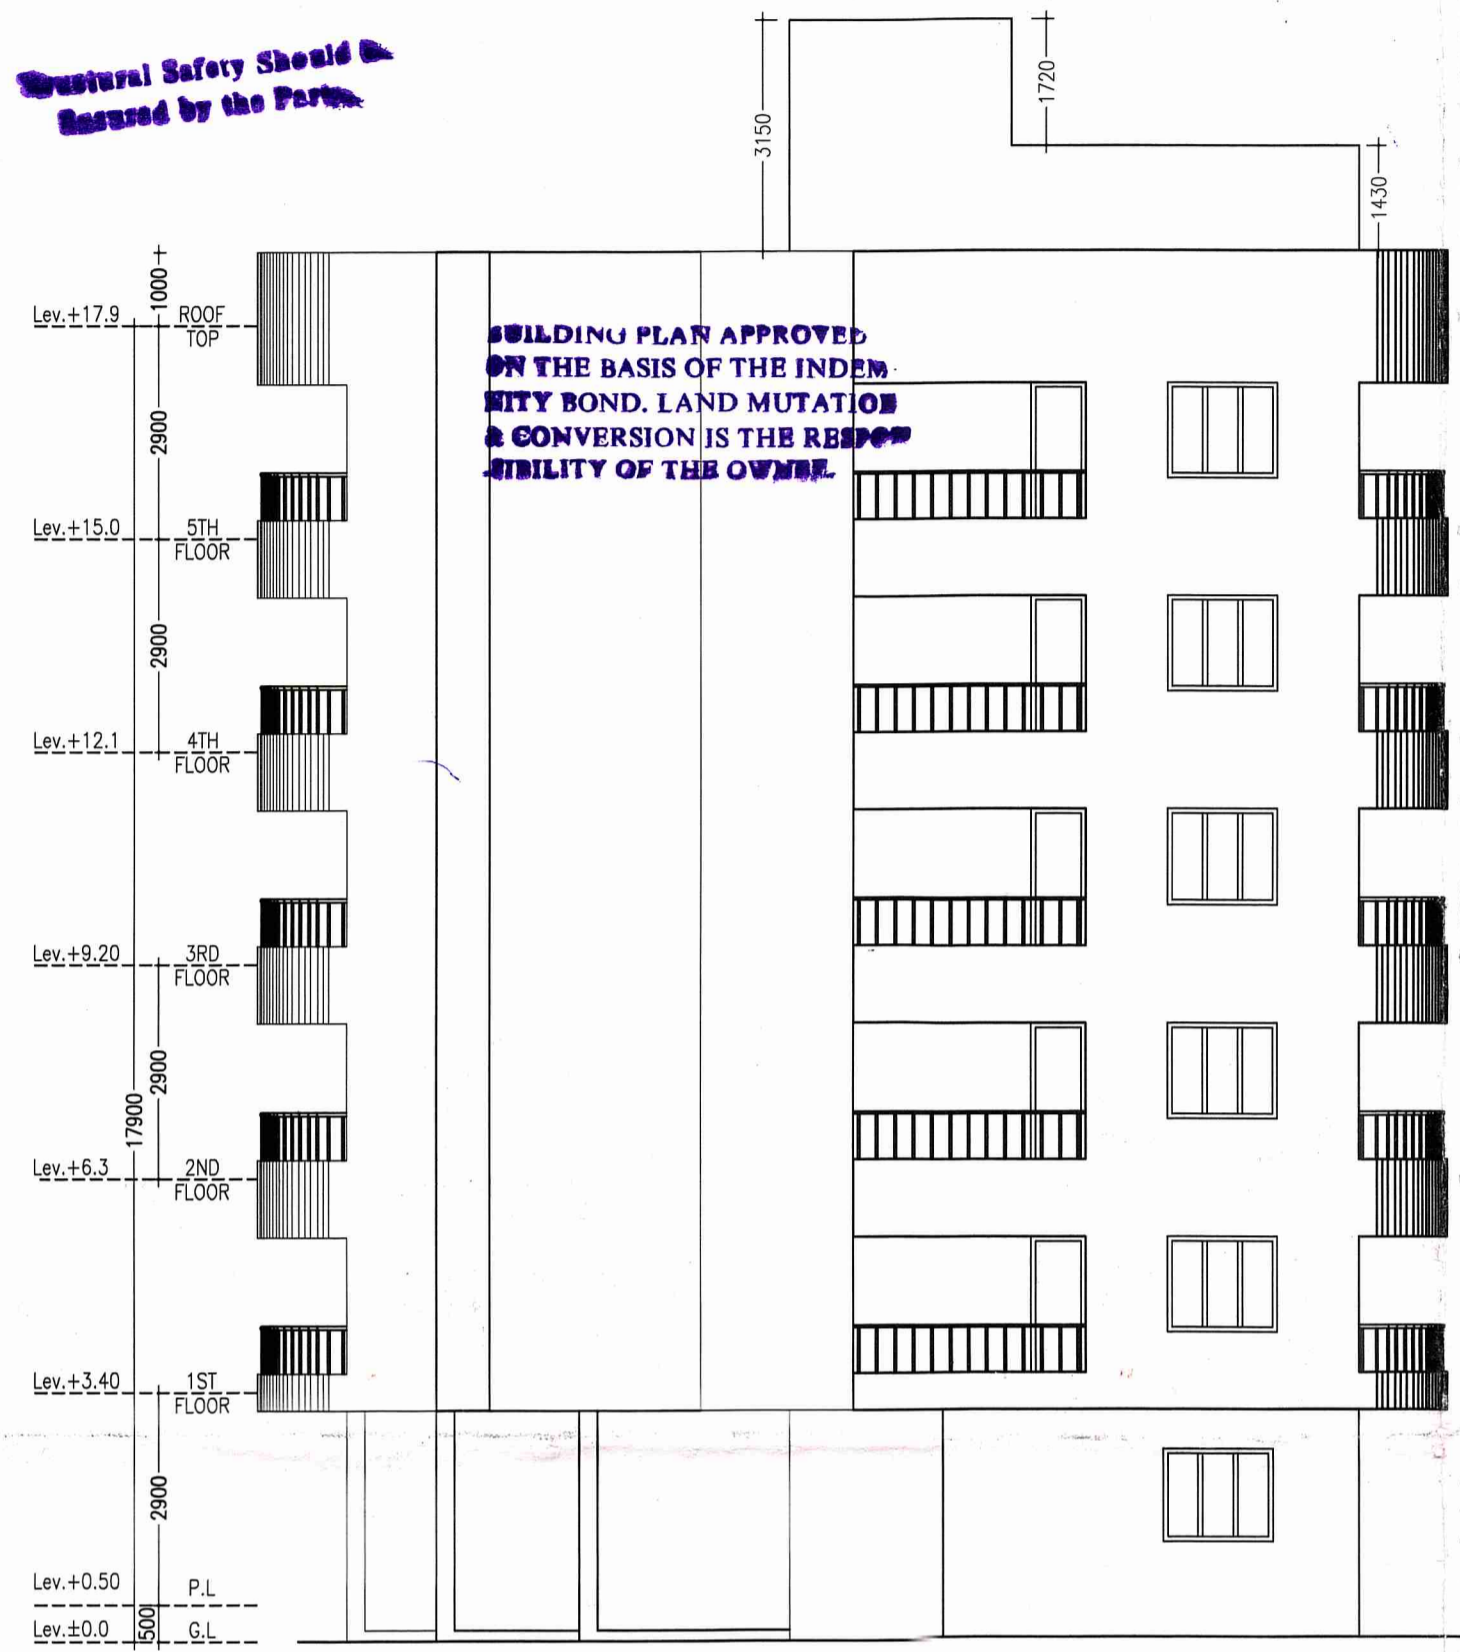 Structural Safety Should Be
Ensured by the Party.
3150
1720
1430
1000
Lev.+17.9 ROOF
TOP
BUILDING PLAN APPROVED
ON THE BASIS OF THE INDEM
NITY BOND. LAND MUTATION
& CONVERSION IS THE RESPON
SIBILITY OF THE OWNER.
2900
Lev.+15.0 5TH
FLOOR
2900
Lev.+12.1 4TH
FLOOR
Lev.+9.20 3RD
FLOOR
2900
17900
Lev.+6.3 2ND
FLOOR
Lev.+3.40 1ST
FLOOR
2900
Lev.+0.50 P.L
500
Lev.±0.0 G.L